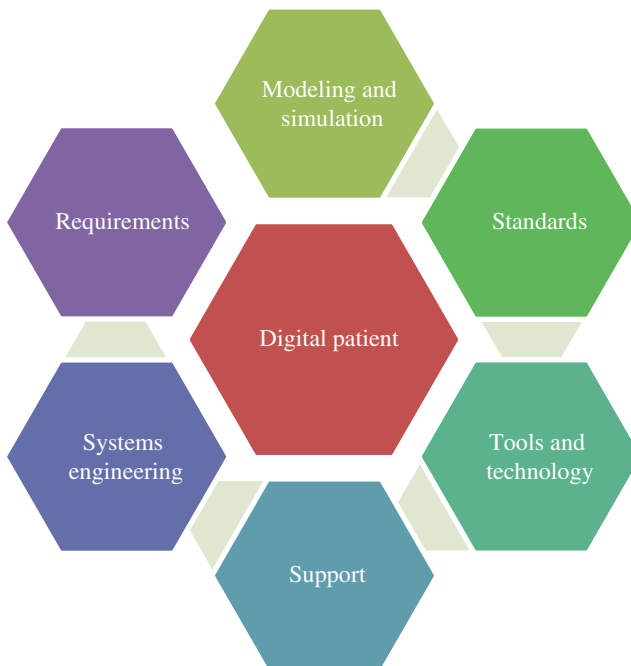 Modeling and
simulation
Requirements
Standards
Digital patient
Systems
engineering
Tools and
technology
Support